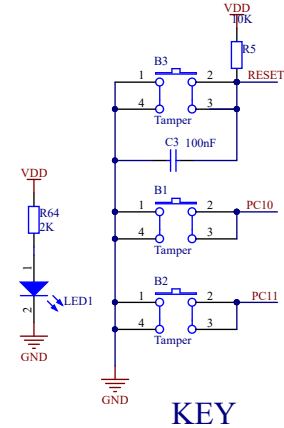 VDD
10K
R5
B3
1
2
RESET
4
3
Tamper
C3
100nF
VDD
B1
1
2
PC10
R64
2K
4
3
Tamper
1
B2
LED1
1
2
PC11
2
4
3
Tamper
GND
GND
KEY